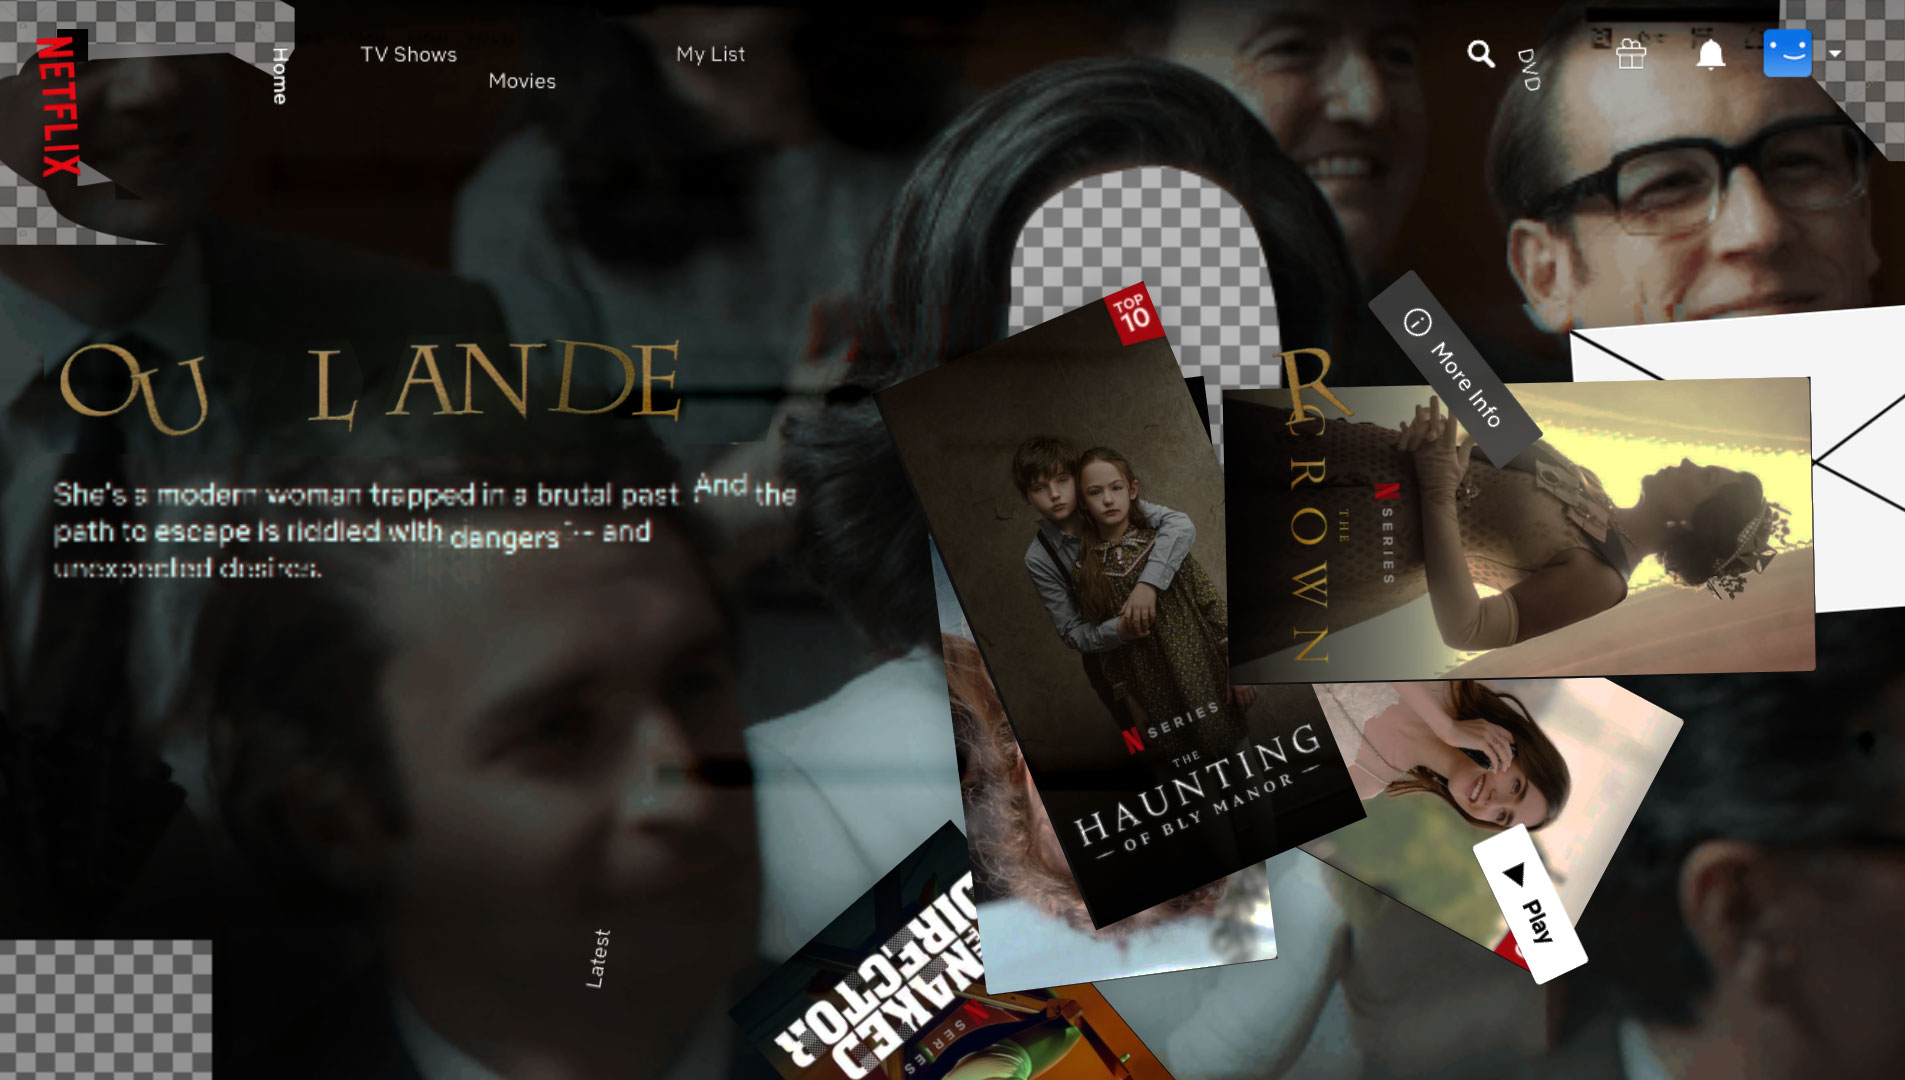 NETFLIX
Home
TV Shows
Movies
My List
DVD
OU LANDE
R
She's a modern woman trapped in a brutal past. And the
path to escape is riddled with dangers -- and
unexpected desires.
More Info
TOP
10
N SERIES
THE
HAUNTING
— OF BLY MANOR —
N SERIES
THE
CROWN
Play
Latest
NAKED
DIRECTO
N SERIES